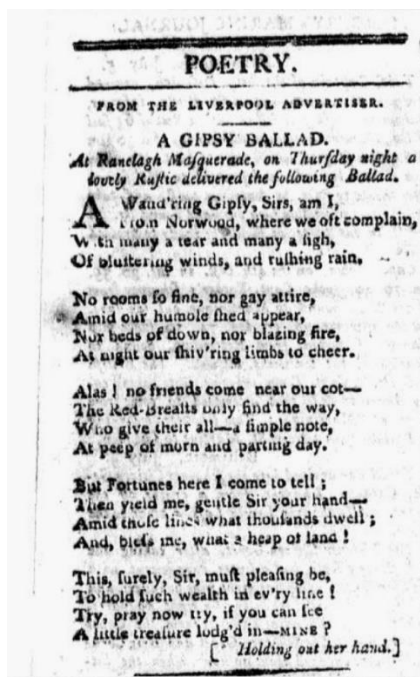 POETRY.
FROM THE LIVERPOOL ADVERTISER.
A GIPSY BALLAD.
At Ranelagh Maſquerade, on Thurſday night a
lovely Ruſtic delivered the following Ballad.
A Wand'ring Gipſy, Sirs, am I,
From Norwood, where we oft complain,
With many a tear and many a ſigh,
Of bluſtering winds, and ruſhing rain,
No rooms ſo fine, nor gay attire,
Amid our humble ſhed appear,
Nor beds of down, nor blazing fire,
At night our ſhiv'ring limbs to cheer.
Alas! no friends come near our cot—
The Red-Breaſts only find the way,
Who give their all—a ſimple note,
At peep of morn and parting day.
But Fortunes here I come to tell;
Then yield me, gentle Sir your hand—
Amid thoſe lines what thouſands dwell;
And, bleſs me, what a heap of land!
This, ſurely, Sir, muſt pleaſing be,
To hold ſuch wealth in ev'ry line!
Try, pray now try, if you can ſee
A little treaſure lodg'd in—MINE?
[Holding out her hand.]